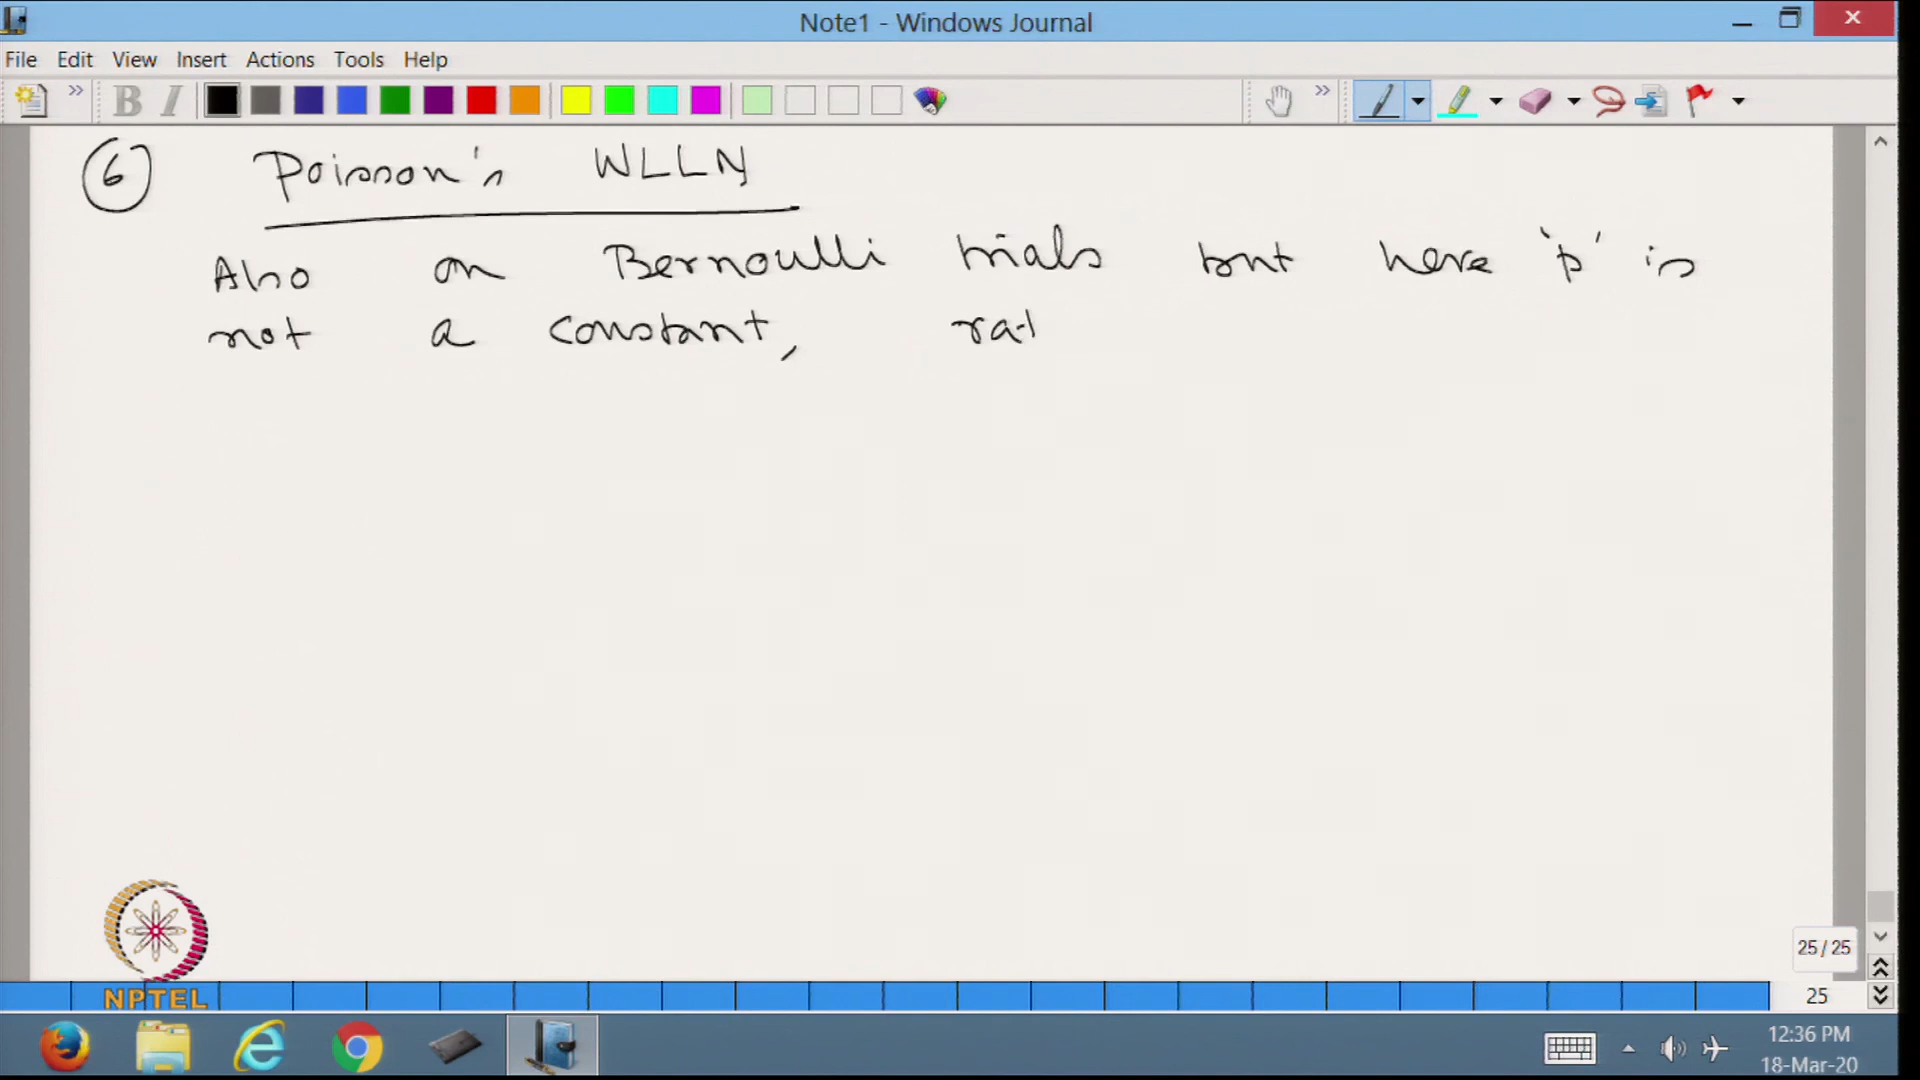 Note1 - Windows Journal
File Edit View Insert Actions Tools Help
B I
6 Poisson's WLLN
Also on Bernoulli trials but here 'p' is
not a constant, rat
25 / 25
NPTEL
25
12:36 PM
18-Mar-20